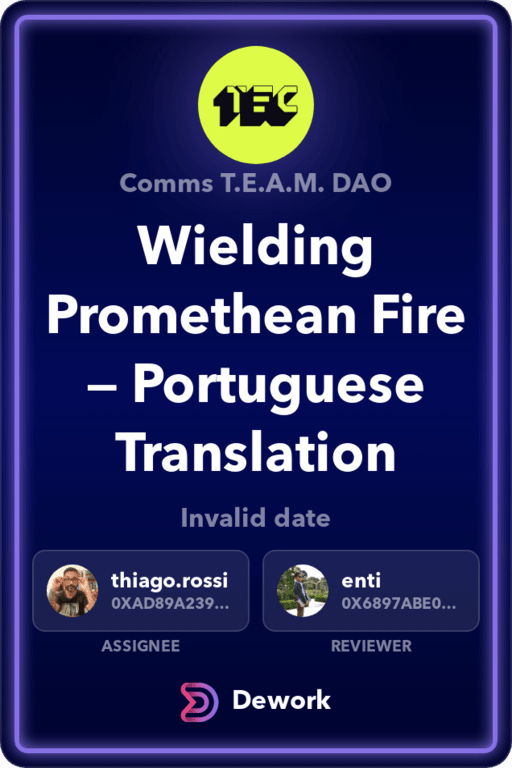 TEC
Comms T.E.A.M. DAO
Wielding
Promethean Fire
– Portuguese
Translation
Invalid date
thiago.rossi
0XAD89A239...
enti
0X6897ABE0...
ASSIGNEE
REVIEWER
Dework